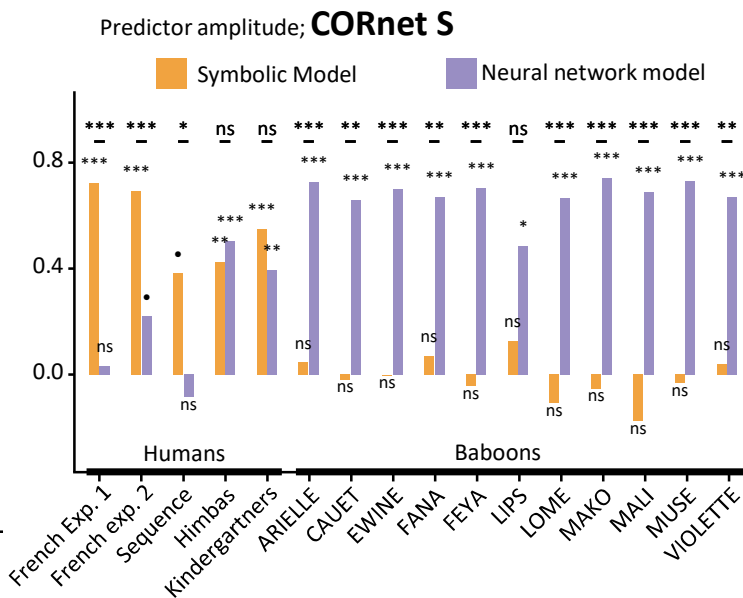 Predictor amplitude; CORnet S
Symbolic Model
Neural network model
*** *** * ns ns *** ** *** ** *** ns *** *** *** *** **
0.8
0.4
0.0
*** ns
*** •
• ns
** ***
*** **
ns ***
ns ***
ns ***
ns ***
ns ***
ns *
ns ***
ns ***
ns ***
ns ***
ns ***
Humans
Baboons
French Exp. 1
French exp. 2
Sequence
Himbas
Kindergartners
ARIELLE
CAUET
EWINE
FANA
FEYA
LIPS
LOME
MAKO
MALI
MUSE
VIOLETTE